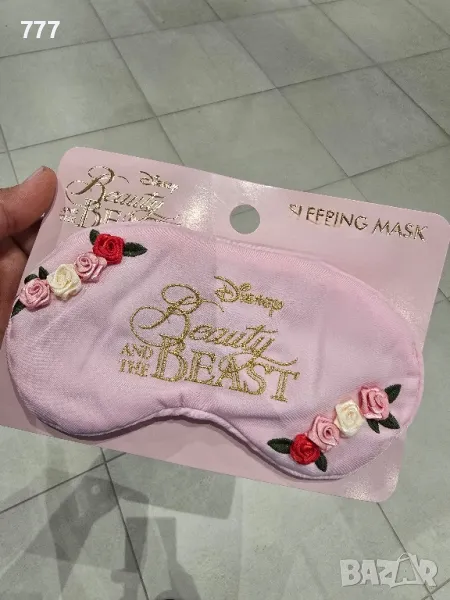 777
Disney
Beauty
AND THE BEAST
SLEEPING MASK
Disney
Beauty
AND THE BEAST
BAZAR